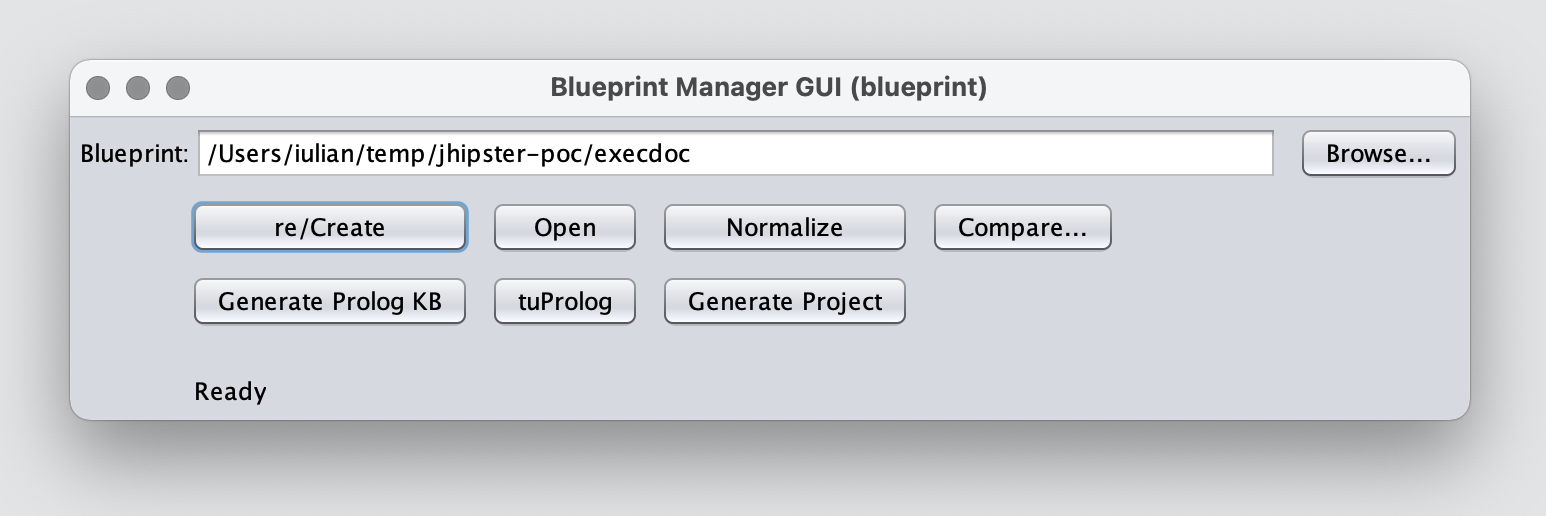 Blueprint Manager GUI (blueprint)
Blueprint: /Users/iulian/temp/jhipster-poc/execdoc Browse...
re/Create Open Normalize Compare...
Generate Prolog KB tuProlog Generate Project
Ready